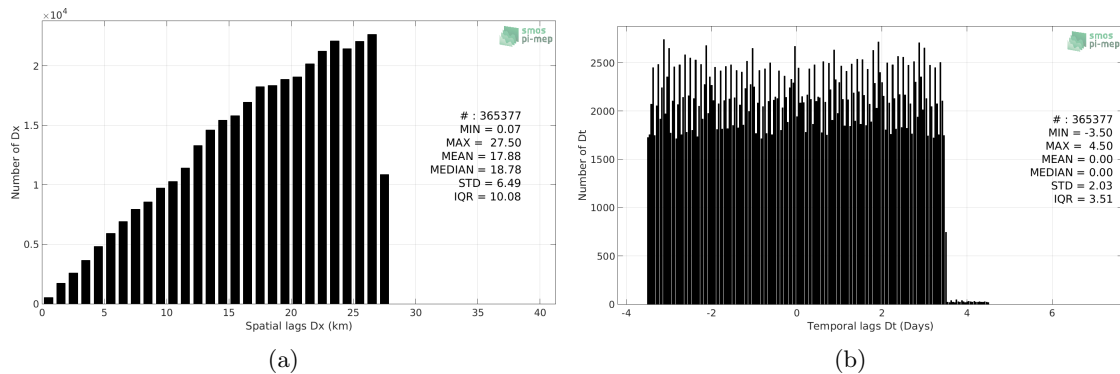 ×10⁴
2
1.5
1
0.5
0
Number of Dx
0 5 10 15 20 25 30 35 40
Spatial lags Dx (km)
smos
pi-mep
# : 365377
MIN = 0.07
MAX = 27.50
MEAN = 17.88
MEDIAN = 18.78
STD = 6.49
IQR = 10.08
(a)
2500
2000
1500
1000
500
0
Number of Dt
-4 -2 0 2 4 6
Temporal lags Dt (Days)
smos
pi-mep
# : 365377
MIN = -3.50
MAX = 4.50
MEAN = 0.00
MEDIAN = 0.00
STD = 2.03
IQR = 3.51
(b)